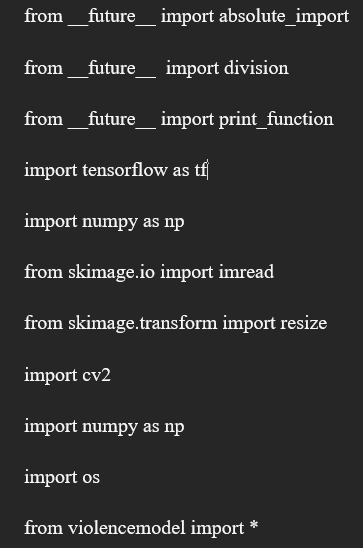 from __future__ import absolute_import
from __future__  import division
from __future__ import print_function
import tensorflow as tf
import numpy as np
from skimage.io import imread
from skimage.transform import resize
import cv2
import numpy as np
import os
from violencemodel import *